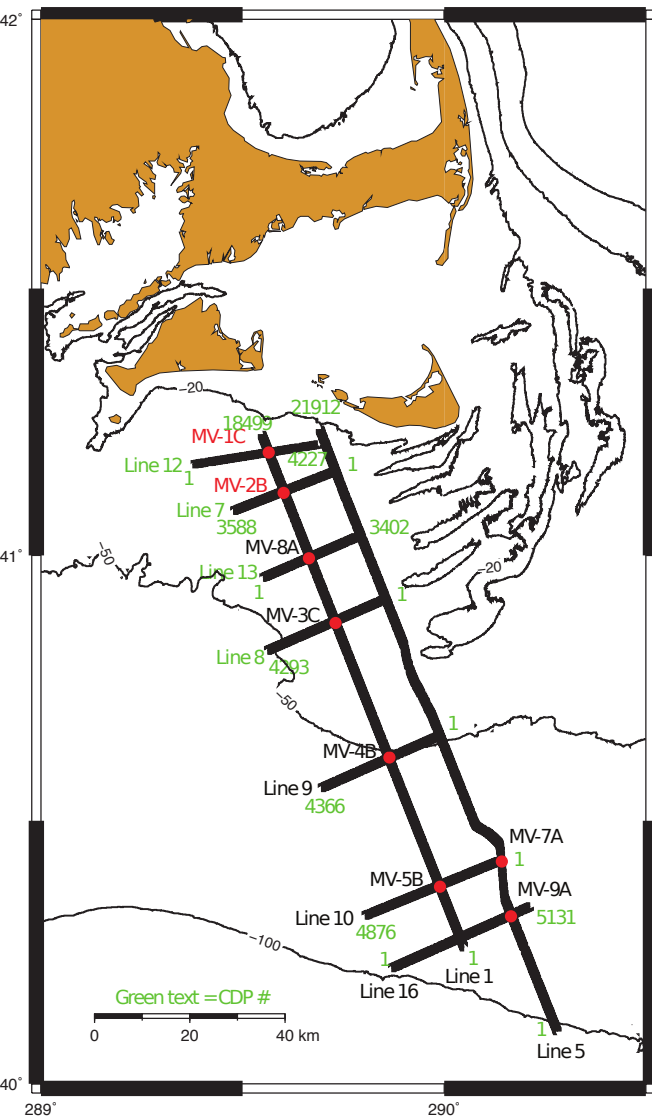 42°
−20
21912
18499
MV-1C
4227
Line 12
1
1
MV-2B
Line 7
3588
3402
41°
−50
MV-8A
−20
Line 13
1
1
MV-3C
Line 8
4293
−50
1
MV-4B
Line 9
4366
MV-7A
1
MV-5B
MV-9A
Line 10
5131
4876
−100
1
1
Line 1
Line 16
Green text = CDP #
0 20 40 km
1
Line 5
40°
289° 290°